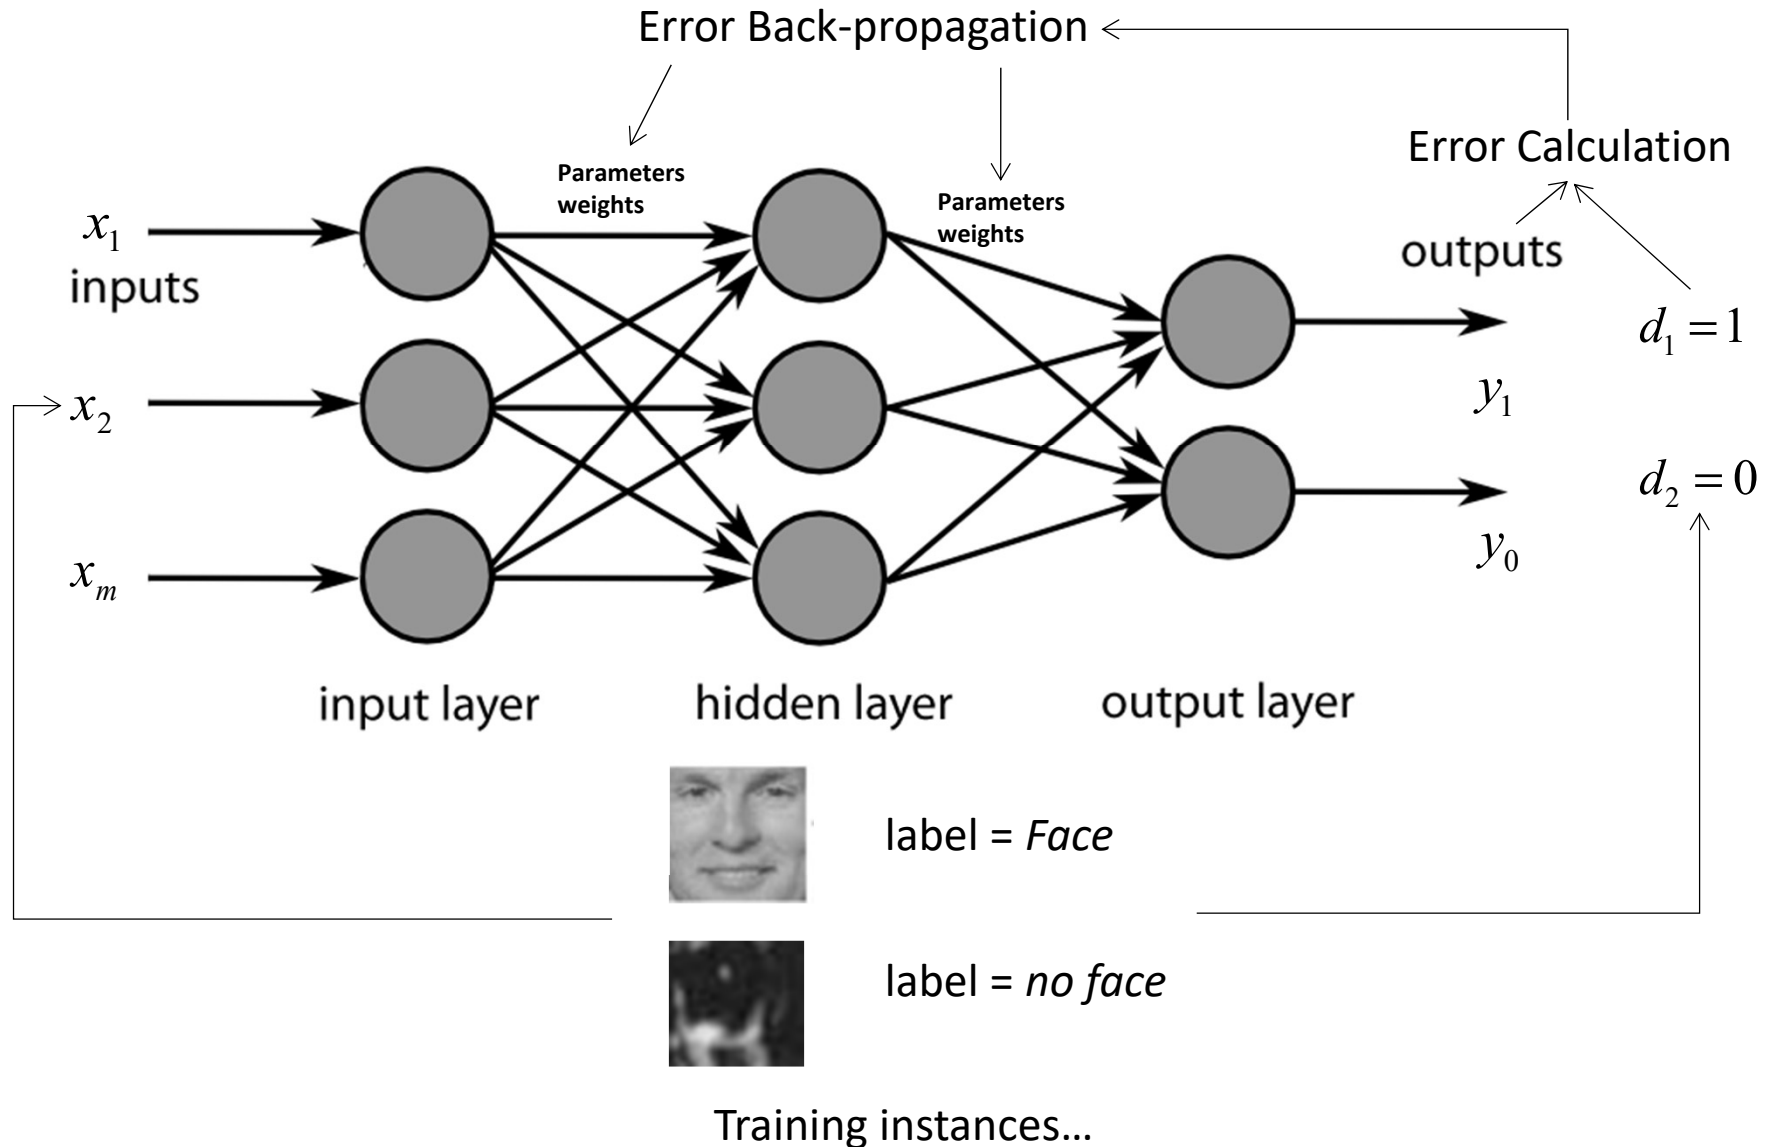 Error Back-propagation
Error Calculation
Parameters
weights
Parameters
weights
x₁
inputs
outputs
d₁ = 1
x₂
y₁
d₂ = 0
xₘ
y₀
input layer
hidden layer
output layer
label = Face
label = no face
Training instances...